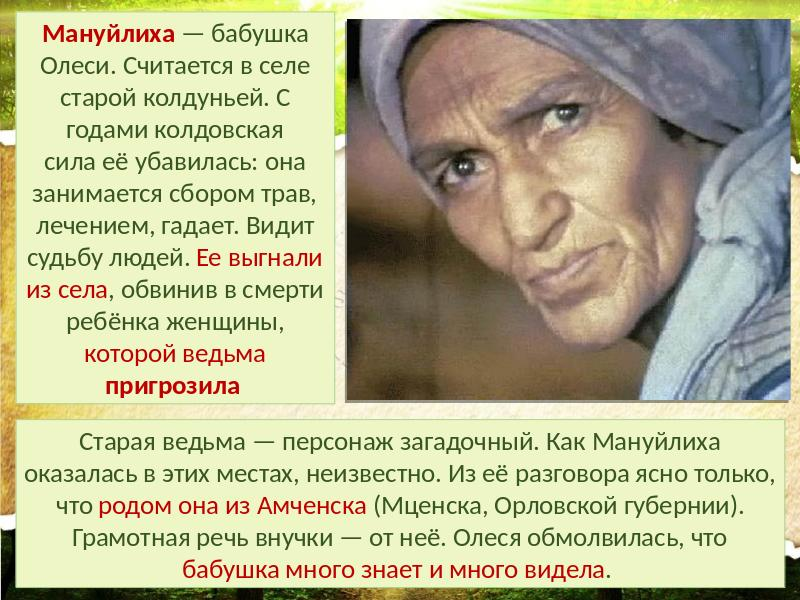 Мануйлиха — бабушка
Олеси. Считается в селе
старой колдуньей. С
годами колдовская
сила её убавилась: она
занимается сбором трав,
лечением, гадает. Видит
судьбу людей. Ее выгнали
из села, обвинив в смерти
ребёнка женщины,
которой ведьма
пригрозила
Старая ведьма — персонаж загадочный. Как Мануйлиха
оказалась в этих местах, неизвестно. Из её разговора ясно только,
что родом она из Амченска (Мценска, Орловской губернии).
Грамотная речь внучки — от неё. Олеся обмолвилась, что
бабушка много знает и много видела.